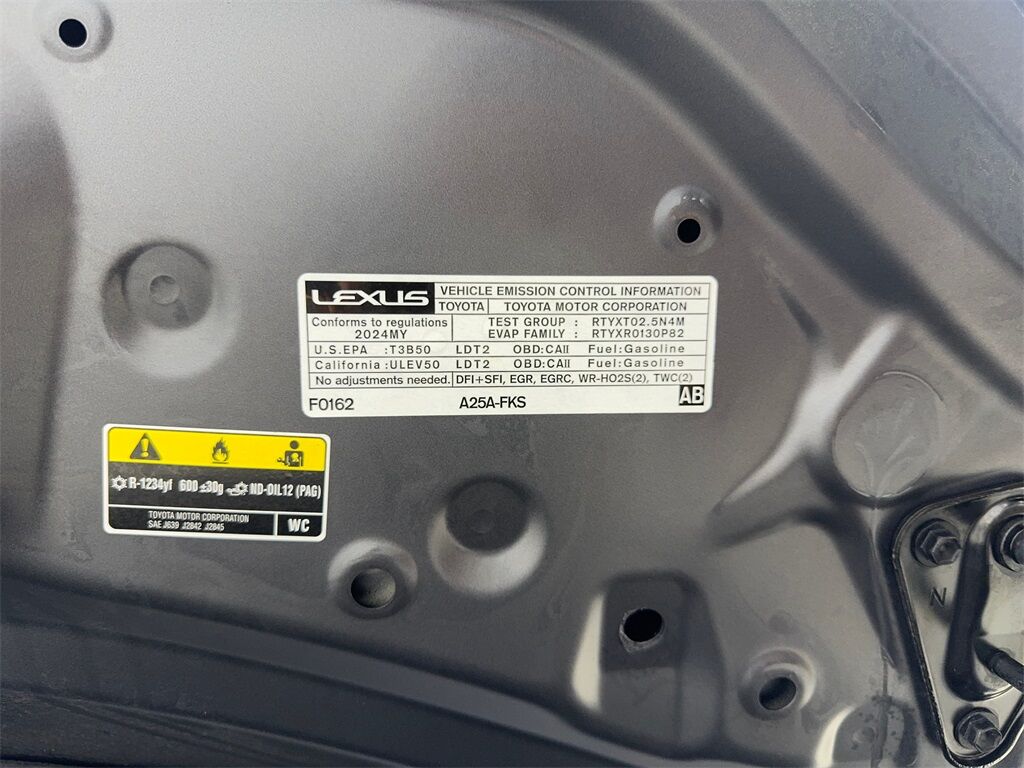 LEXUS
VEHICLE EMISSION CONTROL INFORMATION
TOYOTA
TOYOTA MOTOR CORPORATION
Conforms to regulations
2024MY
TEST GROUP : RTYXT02.5N4M
EVAP FAMILY : RTYXR0130P82
U.S.EPA :T3B50 LDT2 OBD:CAII Fuel:Gasoline
California:ULEV50 LDT2 OBD:CAII Fuel:Gasoline
No adjustments needed. DFI+SFI, EGR, EGRC, WR-HO2S(2), TWC(2)
F0162 A25A-FKS AB
R-1234yf 600 ±30g ND-OIL12 (PAG)
TOYOTA MOTOR CORPORATION
SAE J639 J2842 J2845
WC
N